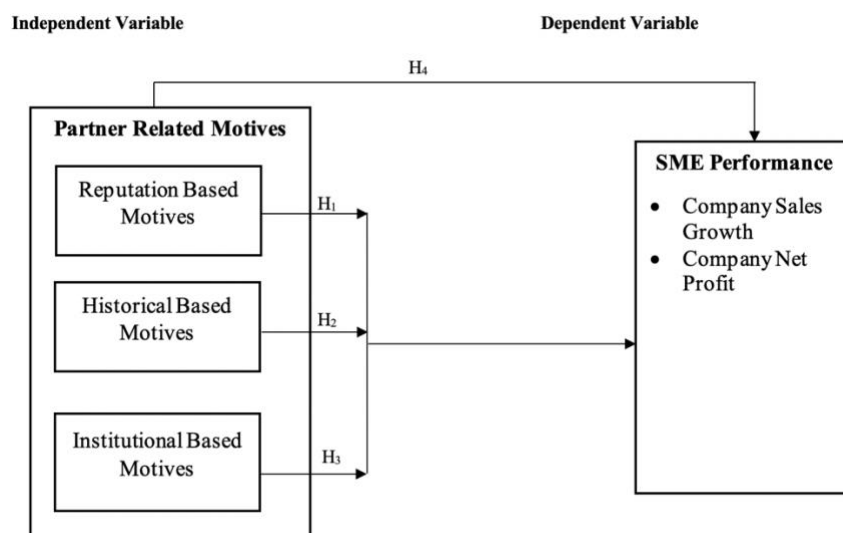 Independent Variable
Dependent Variable
H₄
Partner Related Motives
Reputation Based
Motives
H₁
Historical Based
Motives
H₂
Institutional Based
Motives
H₃
SME Performance
• Company Sales
Growth
• Company Net
Profit